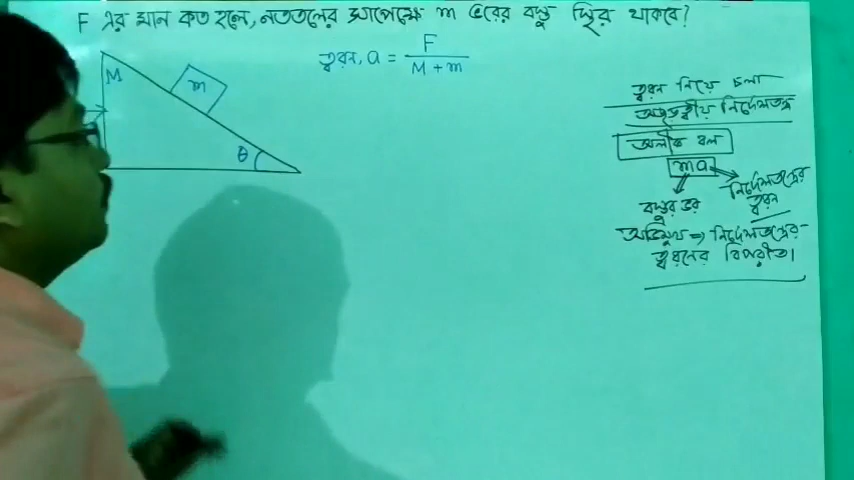 F এর মান কত হলে, নততলের সাপেক্ষে m ভরের বস্তু স্থির থাকবে?
ত্বরণ, a = F / M + m
M
m
θ
ত্বরণ নিয়ে চলা
অজড়ত্বীয় নির্দেশতন্ত্র
অলীক বল
ma
নির্দেশতন্ত্রের ত্বরণ
বস্তুর ভর
অভিমুখ ⇒ নির্দেশতন্ত্রের
ত্বরণের বিপরীত।